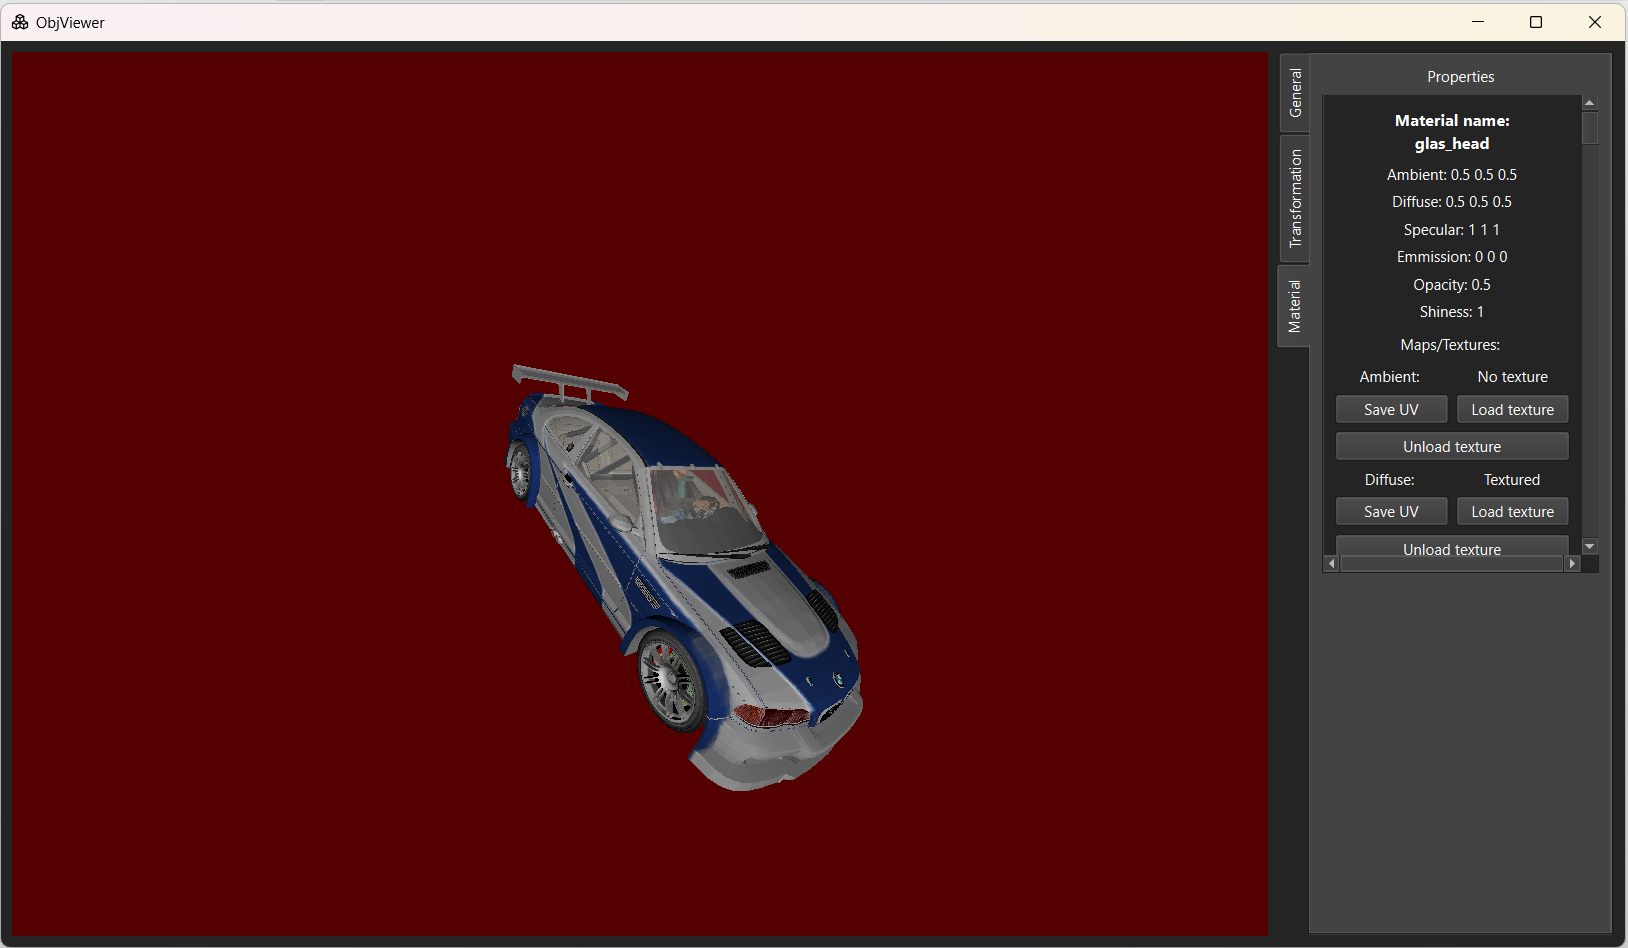 ObjViewer
General
Transformation
Material
Properties
Material name:
glas_head
Ambient: 0.5 0.5 0.5
Diffuse: 0.5 0.5 0.5
Specular: 1 1 1
Emmission: 0 0 0
Opacity: 0.5
Shiness: 1
Maps/Textures:
Ambient: No texture
Save UV Load texture
Unload texture
Diffuse: Textured
Save UV Load texture
Unload texture